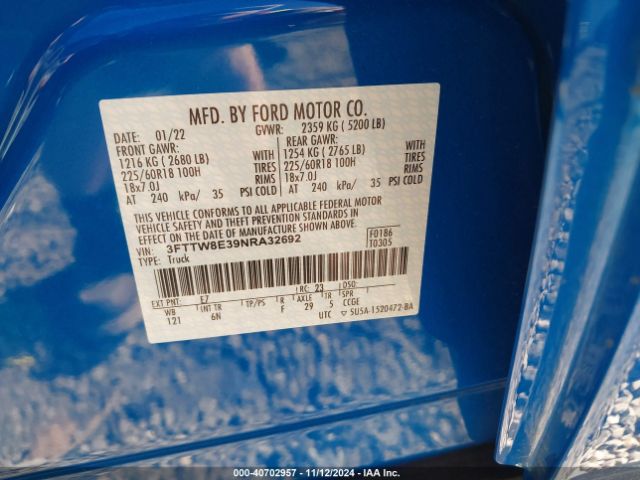 MFD. BY FORD MOTOR CO.
DATE: 01/22 GVWR: 2359 KG ( 5200 LB)
FRONT GAWR: REAR GAWR:
1216 KG ( 2680 LB) WITH 1254 KG ( 2765 LB) WITH
225/60R18 100H TIRES 225/60R18 100H TIRES
18x7.0J RIMS 18x7.0J RIMS
AT 240 kPa/ 35 PSI COLD AT 240 kPa/ 35 PSI COLD
THIS VEHICLE CONFORMS TO ALL APPLICABLE FEDERAL MOTOR
VEHICLE SAFETY AND THEFT PREVENTION STANDARDS IN
EFFECT ON THE DATE OF MANUFACTURE SHOWN ABOVE.
VIN: 3FTTW8E39NRA32692 F0186
TYPE: Truck T0305
EXT PNT: E7 RC: 23 DSO:
WB INT TR TP/PS R AXLE TR SPR
121 6N F 29 5 CCGE
UTC ▽ 5U5A-1520472-BA
000-40702957 - 11/12/2024 - IAA Inc.